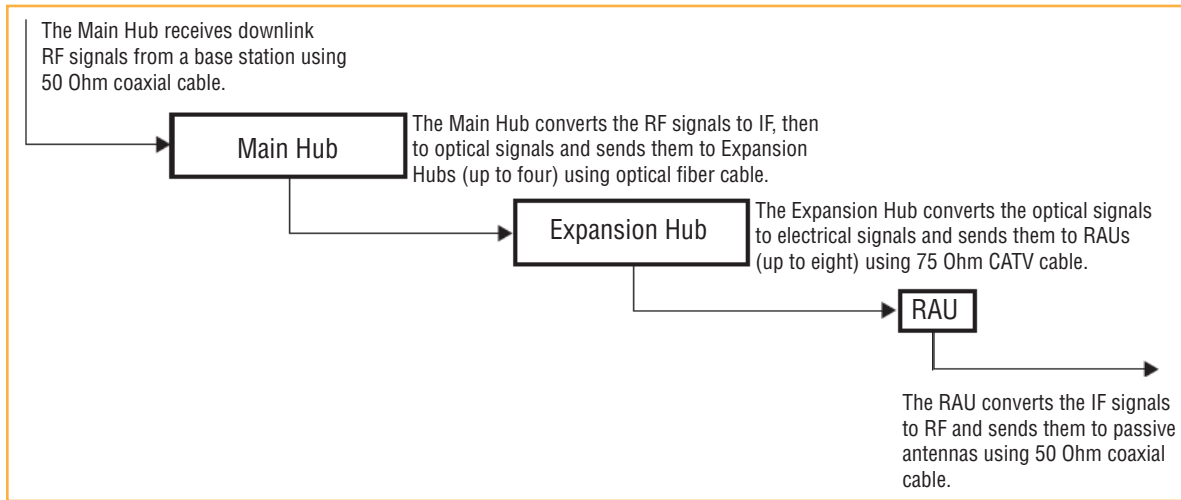 The Main Hub receives downlink
RF signals from a base station using
50 Ohm coaxial cable.
Main Hub
The Main Hub converts the RF signals to IF, then
to optical signals and sends them to Expansion
Hubs (up to four) using optical fiber cable.
Expansion Hub
The Expansion Hub converts the optical signals
to electrical signals and sends them to RAUs
(up to eight) using 75 Ohm CATV cable.
RAU
The RAU converts the IF signals
to RF and sends them to passive
antennas using 50 Ohm coaxial
cable.